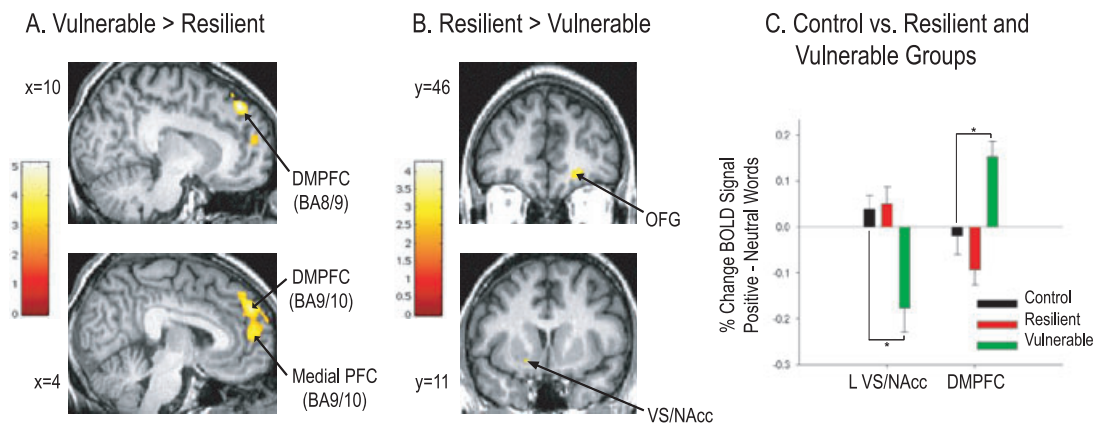 A. Vulnerable > Resilient
B. Resilient > Vulnerable
C. Control vs. Resilient and
Vulnerable Groups
x=10
DMPFC
(BA8/9)
5
4
3
2
1
0
DMPFC
(BA9/10)
Medial PFC
(BA9/10)
x=4
y=46
OFG
4
3.5
3
2.5
2
1.5
1
0.5
0
y=11
VS/NAcc
% Change BOLD Signal
Positive - Neutral Words
0.2
0.1
0.0
-0.1
-0.2
-0.3
*
*
Control
Resilient
Vulnerable
L VS/NAcc
DMPFC